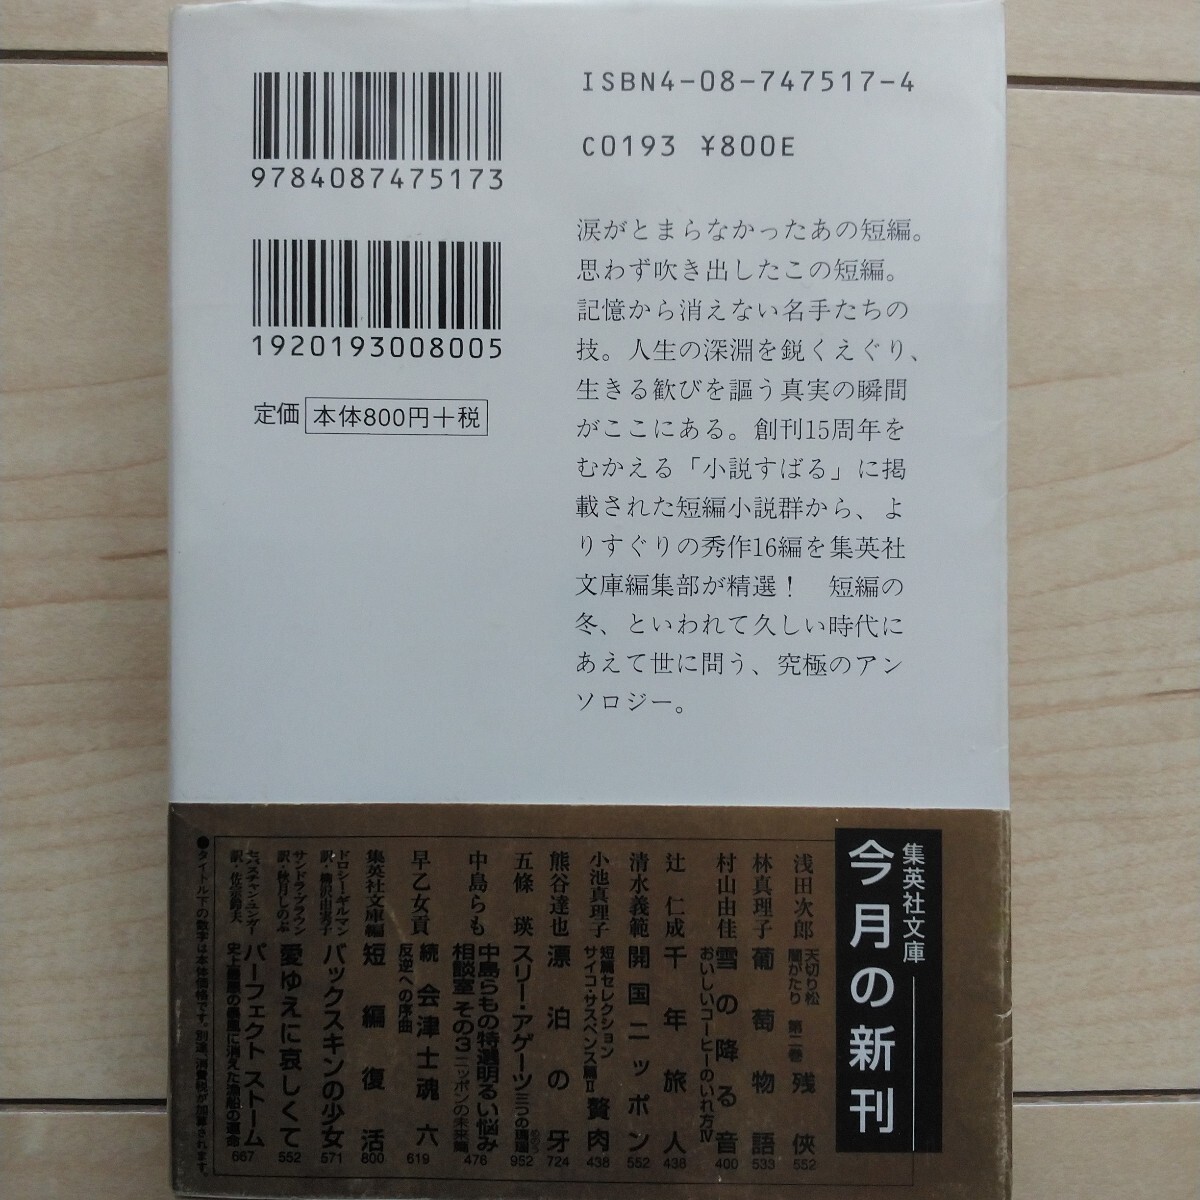 ISBN4-08-747517-4
C0193 ¥800E
9784087475173
1920193008005
定価 本体800円+税
涙がとまらなかったあの短編。
思わず吹き出したこの短編。
記憶から消えない名手たちの
技。人生の深淵を鋭くえぐり、
生きる歓びを謳う真実の瞬間
がここにある。創刊15周年を
むかえる「小説すばる」に掲
載された短編小説群から、よ
りすぐりの秀作16編を集英社
文庫編集部が精選！ 短編の
冬、といわれて久しい時代に
あえて世に問う、究極のアン
ソロジー。
集英社文庫
今月の新刊
浅田次郎 天切り松 闇がたり 第二巻 残侠 552
林真理子 葡萄物語 533
村山由佳 雪の降る音 おいしいコーヒーのいれ方Ⅳ 400
辻 仁成 千年旅人 438
清水義範 開国ニッポン 552
小池真理子 短篇セレクション サイコ・サスペンス篇Ⅱ 贅肉 438
熊谷達也 漂泊の牙 724
五條 瑛 スリー・アゲーツ 三つの瑪瑙 952
中島らも 中島らもの特選明るい悩み相談室 その3 ニッポンの未来篇 476
早乙女貢 続 会津士魂 六 反逆への序曲 619
集英社文庫編 短編復活 800
ドロシー・ギルマン 訳・柳沢由実子 バックスキンの少女 571
サンドラ・ブラウン 訳・秋月しのぶ 愛ゆえに哀しくて 552
セバスチャン・ユンガー 訳・佐宗鈴夫 パーフェクト ストーム 史上最悪の暴風に消えた漁船の運命 667
●タイトル下の数字は本体価格です。別途、消費税が加算されます。